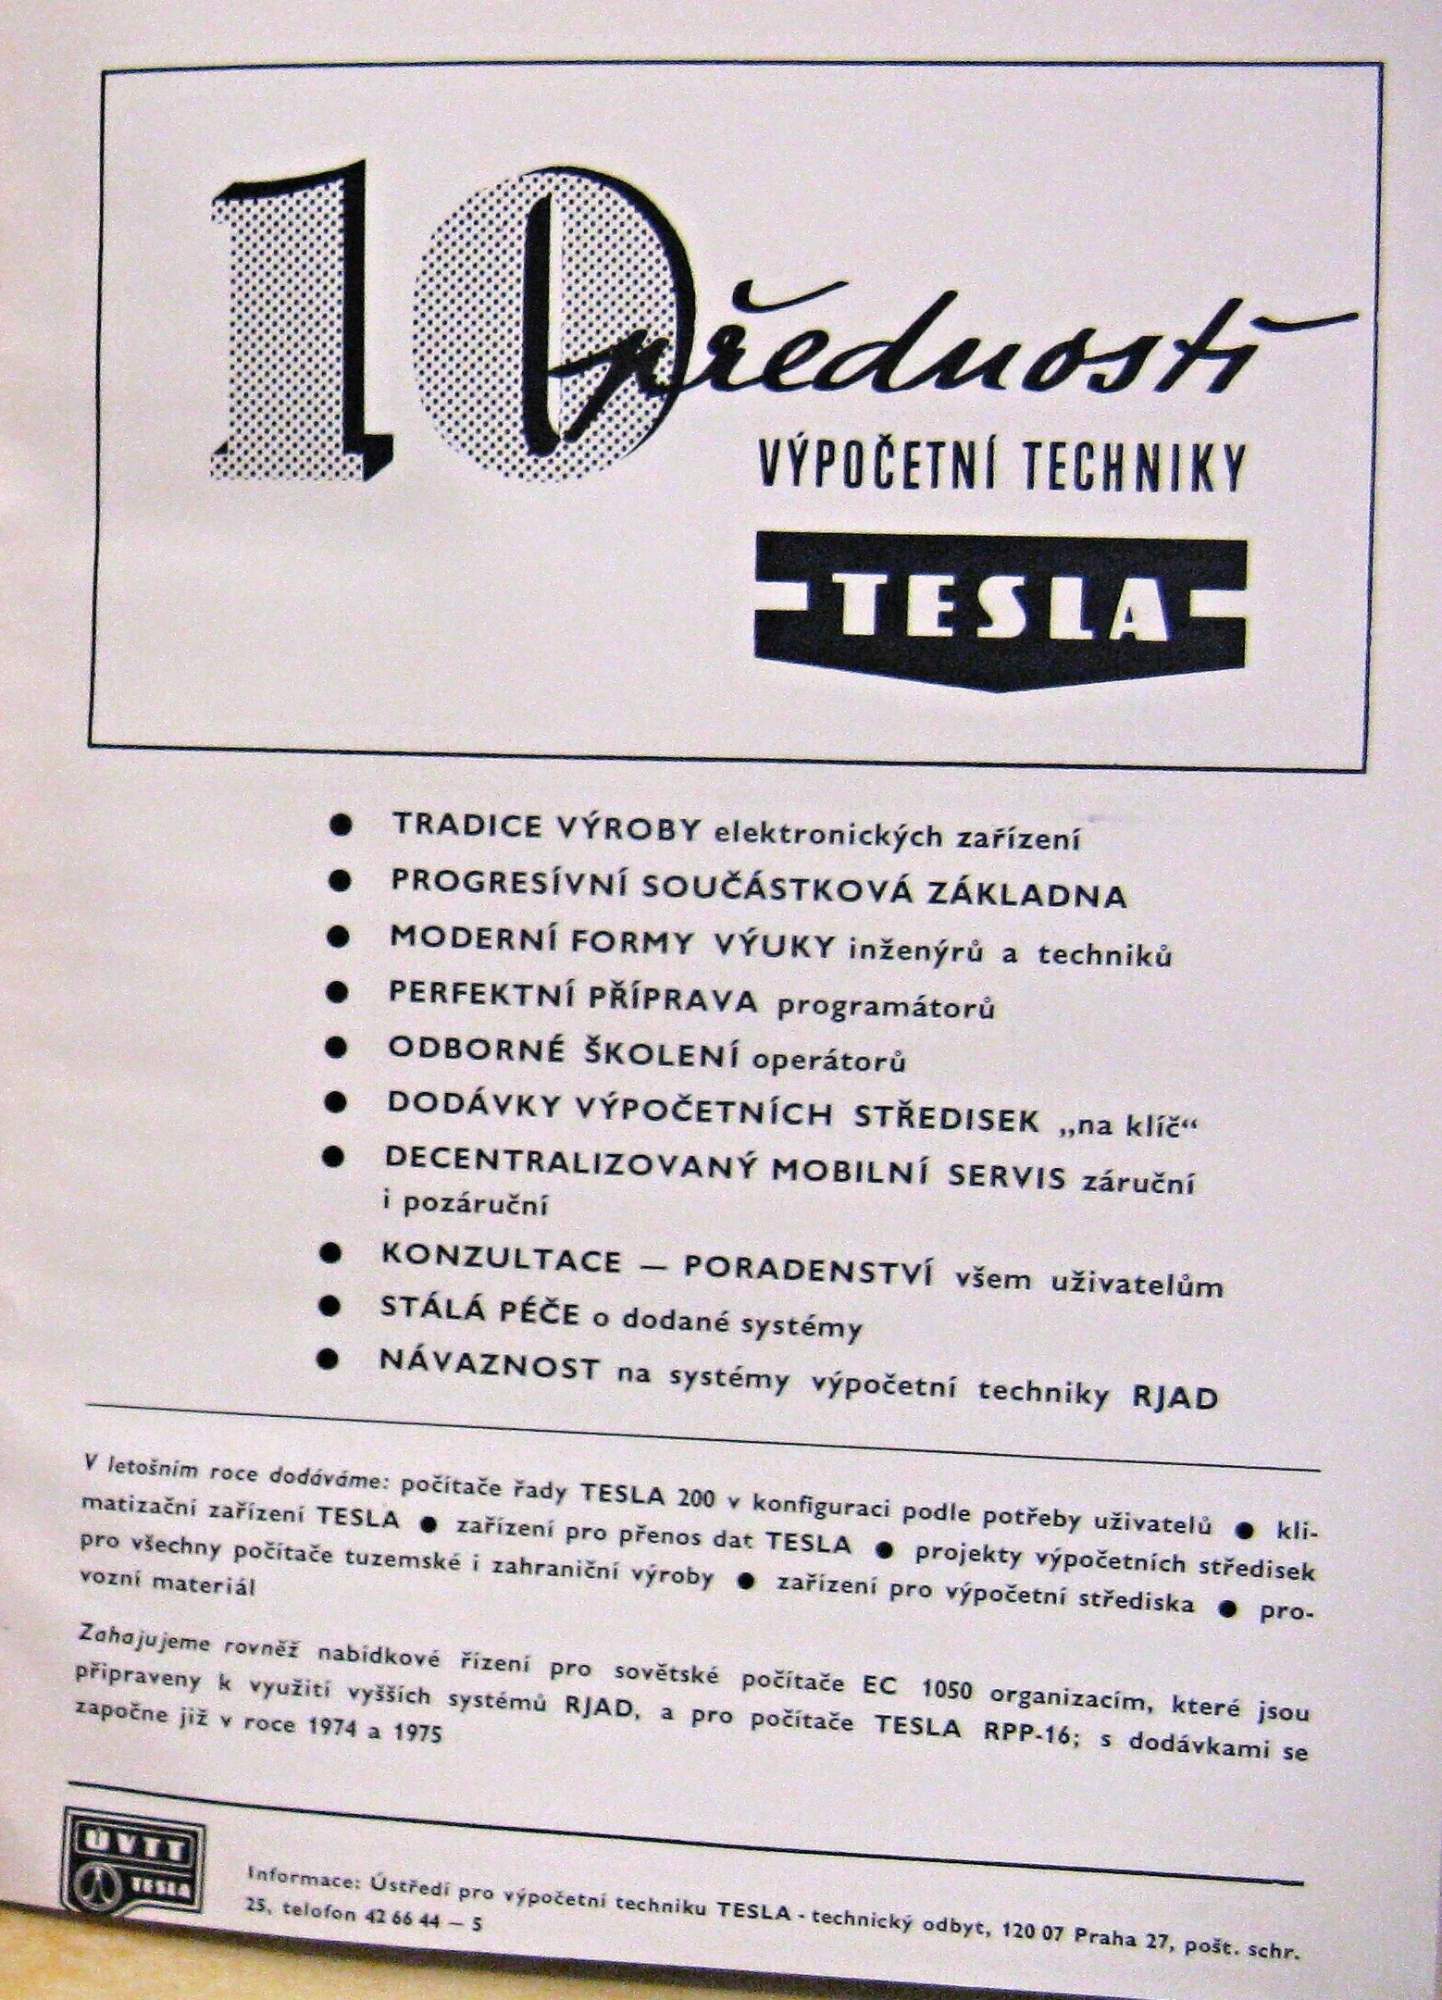 10 předností
VÝPOČETNÍ TECHNIKY
TESLA
● TRADICE VÝROBY elektronických zařízení
● PROGRESÍVNÍ SOUČÁSTKOVÁ ZÁKLADNA
● MODERNÍ FORMY VÝUKY inženýrů a techniků
● PERFEKTNÍ PŘÍPRAVA programátorů
● ODBORNÉ ŠKOLENÍ operátorů
● DODÁVKY VÝPOČETNÍCH STŘEDISEK „na klíč“
● DECENTRALIZOVANÝ MOBILNÍ SERVIS záruční
i pozáruční
● KONZULTACE — PORADENSTVÍ všem uživatelům
● STÁLÁ PÉČE o dodané systémy
● NÁVAZNOST na systémy výpočetní techniky RJAD
V letošním roce dodáváme: počítače řady TESLA 200 v konfiguraci podle potřeby uživatelů ● kli-
matizační zařízení TESLA ● zařízení pro přenos dat TESLA ● projekty výpočetních středisek
pro všechny počítače tuzemské i zahraniční výroby ● zařízení pro výpočetní střediska ● pro-
vozní materiál
Zahajujeme rovněž nabídkové řízení pro sovětské počítače EC 1050 organizacím, které jsou
připraveny k využití vyšších systémů RJAD, a pro počítače TESLA RPP-16; s dodávkami se
započne již v roce 1974 a 1975
ÚVTT
TESLA
Informace: Ústředí pro výpočetní techniku TESLA - technický odbyt, 120 07 Praha 27, pošt. schr.
25, telofon 42 66 44 — 5